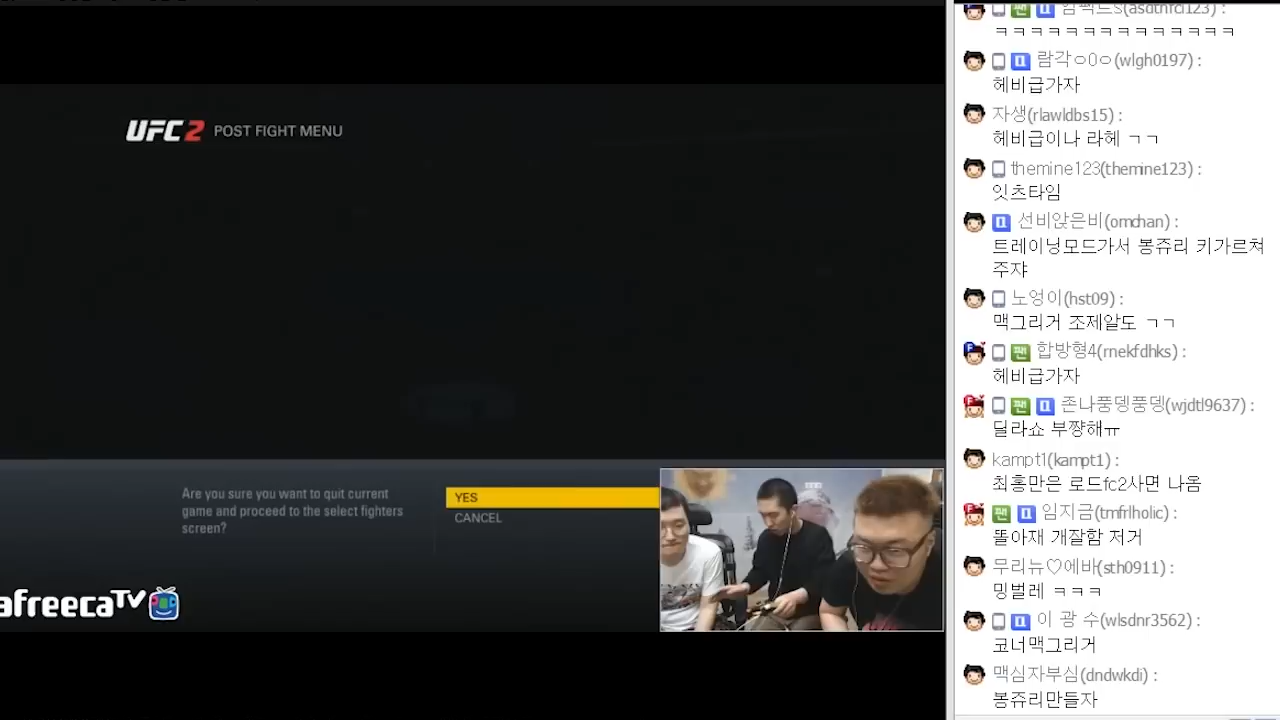 UFC 2 POST FIGHT MENU
Are you sure you want to quit current
game and proceed to the select fighters
screen?
YES
CANCEL
afreecaTV
ㅋㅋㅋㅋㅋㅋㅋㅋㅋㅋㅋㅋㅋㅋㅋ
람각ㅇ0ㅇ(wlgh0197) :
헤비급가자
자생(rlawldbs15) :
헤비급이나 라헤 ㄱㄱ
themine123(themine123) :
잇츠타임
선비앉은비(omchan) :
트레이닝모드가서 봉쥬리 키가르쳐
주쟈
노엉이(hst09) :
맥그리거 조제알도 ㄱㄱ
팬 합방형4(rnekfdhks) :
헤비급가자
팬 존나풍뎅풍뎅(wjdtl9637) :
딜라쇼 부쨩해ㅠ
kampt1(kampt1) :
최홍만은 로드fc2사면 나옴
팬 임지금(tmfrlholic) :
똘아재 개잘함 저거
무리뉴♡에바(sth0911) :
밍벌레 ㅋㅋㅋ
이 광 수(wlsdnr3562) :
코너맥그리거
맥심자부심(dndwkdi) :
봉쥬리만들자